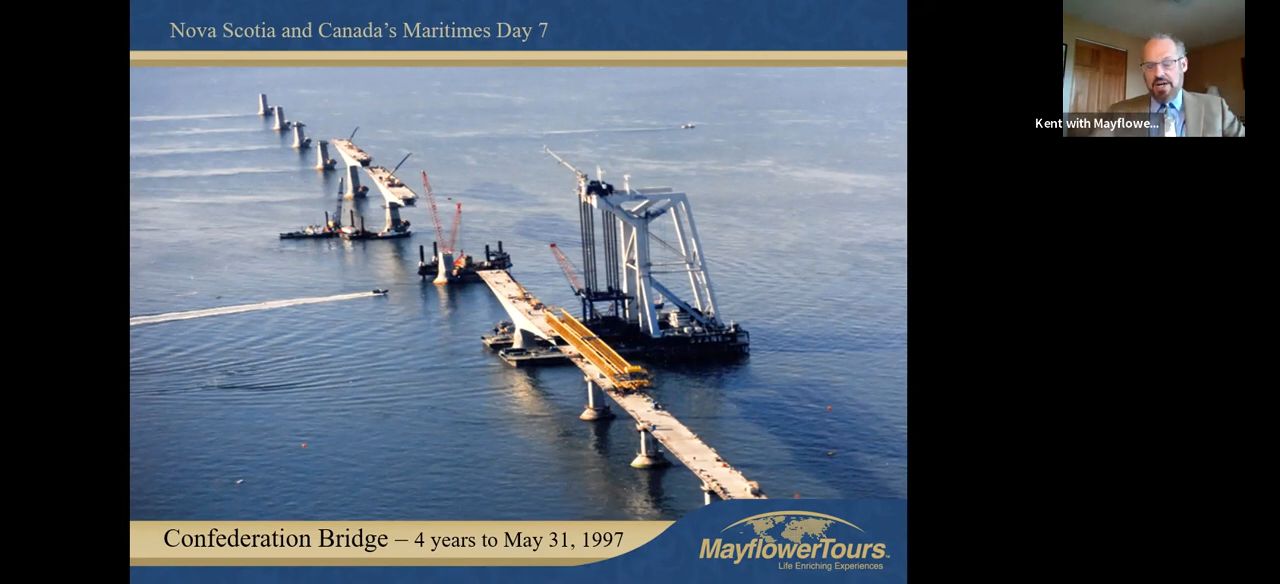 Nova Scotia and Canada's Maritimes Day 7
Kent with Mayflowe...
Confederation Bridge – 4 years to May 31, 1997
MayflowerTours™
Life Enriching Experiences